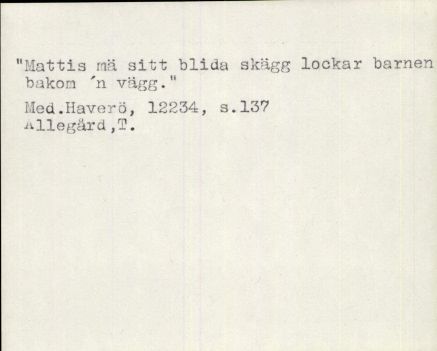 "Mattis mä sitt blida skägg lockar barnen
bakom ´n vägg."
Med.Haverö, 12234, s.137
Allegård,T.